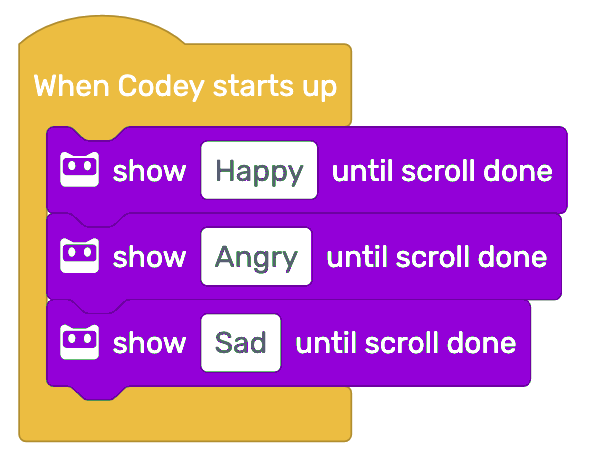 When Codey starts up
show Happy until scroll done
show Angry until scroll done
show Sad until scroll done